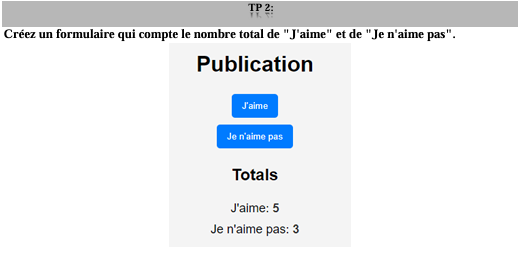 TP 2:
Créez un formulaire qui compte le nombre total de "J'aime" et de "Je n'aime pas".
Publication
J'aime
Je n'aime pas
Totals
J'aime: 5
Je n'aime pas: 3